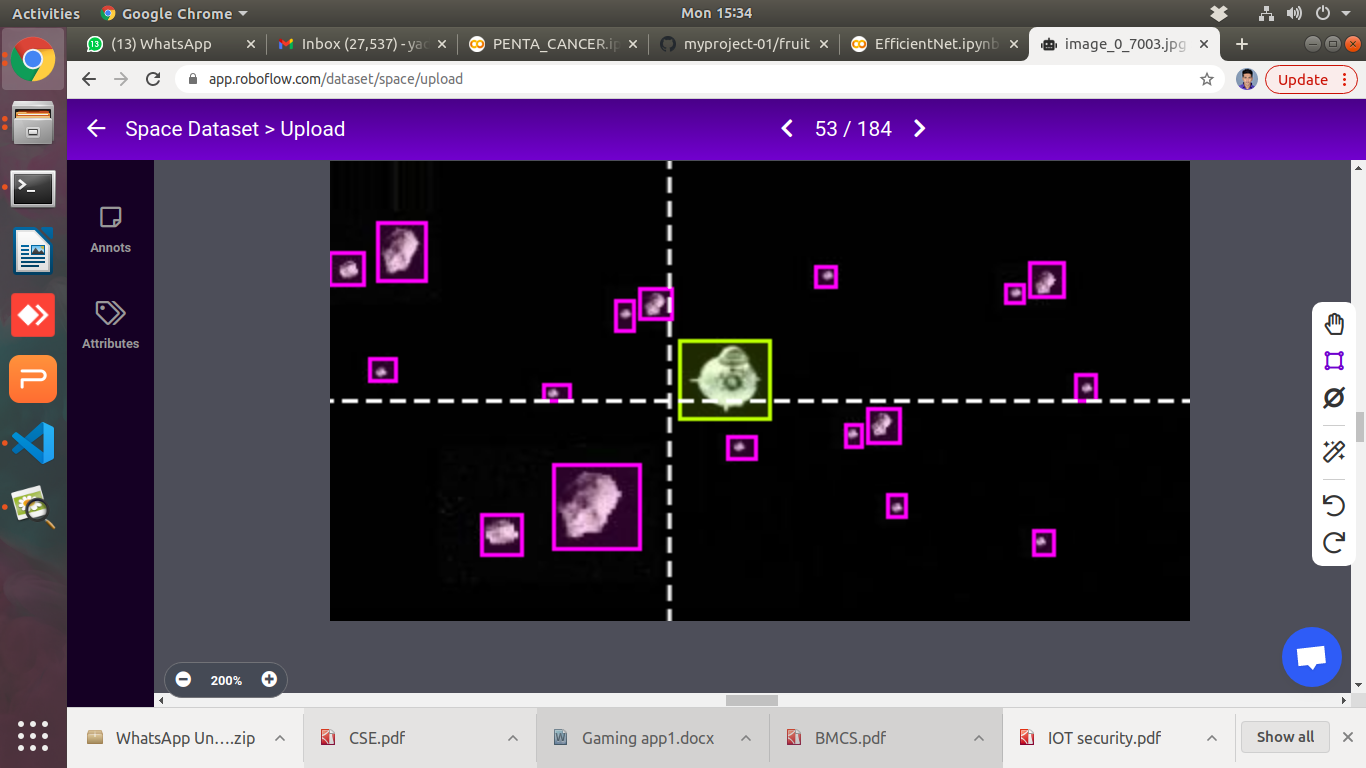 Activities
Google Chrome
Mon 15:34
(13) WhatsApp
Inbox (27,537) - yac
PENTA_CANCER.ip
myproject-01/fruit
EfficientNet.ipynb
image_0_7003.jpg
app.roboflow.com/dataset/space/upload
Update
Space Dataset > Upload
53 / 184
Annots
Attributes
200%
WhatsApp Un....zip
CSE.pdf
Gaming app1.docx
BMCS.pdf
IOT security.pdf
Show all